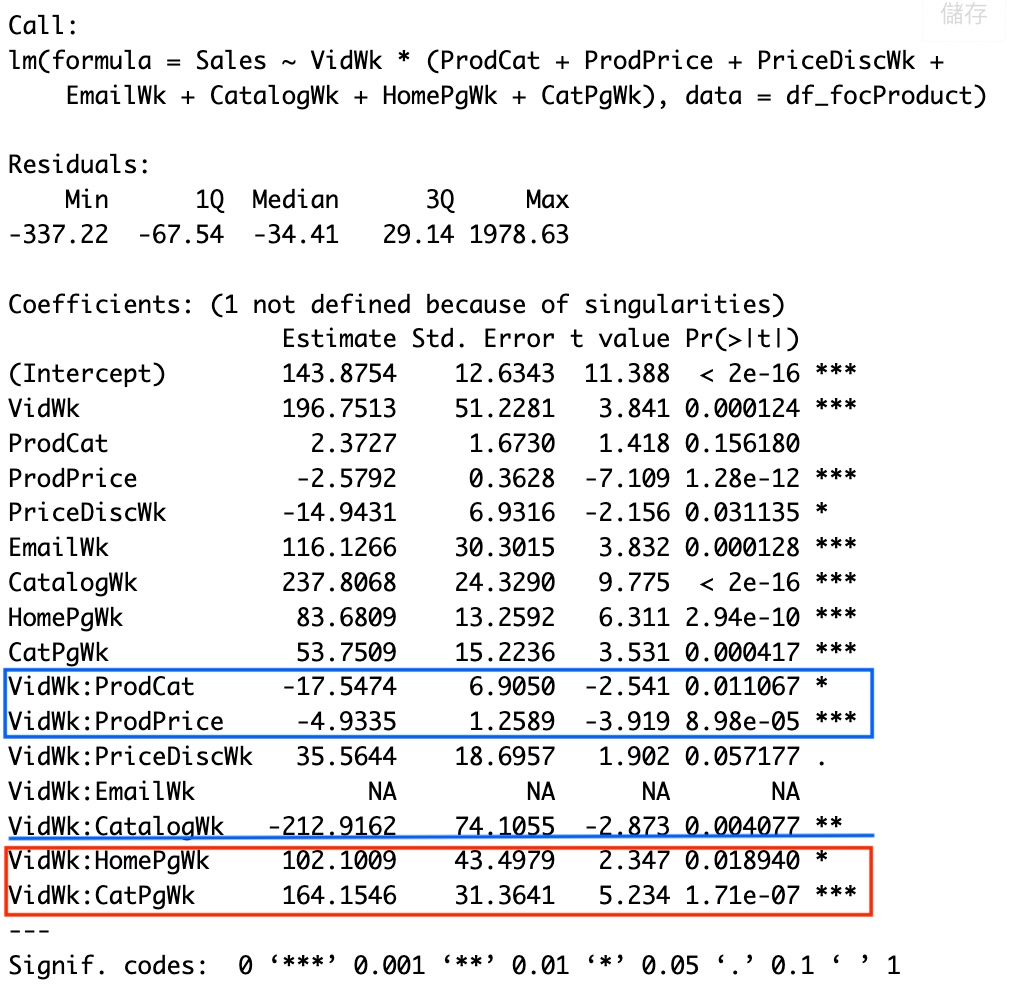 儲存
Call:
lm(formula = Sales ~ VidWk * (ProdCat + ProdPrice + PriceDiscWk +
    EmailWk + CatalogWk + HomePgWk + CatPgWk), data = df_focProduct)
Residuals:
    Min      1Q  Median      3Q     Max
-337.22  -67.54  -34.41   29.14 1978.63
Coefficients: (1 not defined because of singularities)
                   Estimate Std. Error t value Pr(>|t|)
(Intercept)        143.8754    12.6343  11.388  < 2e-16 ***
VidWk              196.7513    51.2281   3.841 0.000124 ***
ProdCat              2.3727     1.6730   1.418 0.156180
ProdPrice           -2.5792     0.3628  -7.109 1.28e-12 ***
PriceDiscWk        -14.9431     6.9316  -2.156 0.031135 *
EmailWk            116.1266    30.3015   3.832 0.000128 ***
CatalogWk          237.8068    24.3290   9.775  < 2e-16 ***
HomePgWk            83.6809    13.2592   6.311 2.94e-10 ***
CatPgWk             53.7509    15.2236   3.531 0.000417 ***
VidWk:ProdCat      -17.5474     6.9050  -2.541 0.011067 *
VidWk:ProdPrice     -4.9335     1.2589  -3.919 8.98e-05 ***
VidWk:PriceDiscWk   35.5644    18.6957   1.902 0.057177 .
VidWk:EmailWk            NA         NA      NA       NA
VidWk:CatalogWk   -212.9162    74.1055  -2.873 0.004077 **
VidWk:HomePgWk     102.1009    43.4979   2.347 0.018940 *
VidWk:CatPgWk      164.1546    31.3641   5.234 1.71e-07 ***
---
Signif. codes:  0 ‘***’ 0.001 ‘**’ 0.01 ‘*’ 0.05 ‘.’ 0.1 ‘ ’ 1